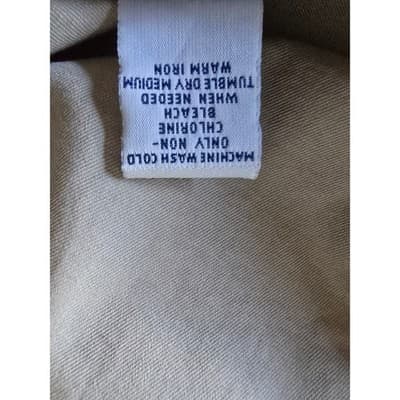 MACHINE WASH COLD
ONLY NON-
CHLORINE
BLEACH
WHEN NEEDED
TUMBLE DRY MEDIUM
WARM IRON